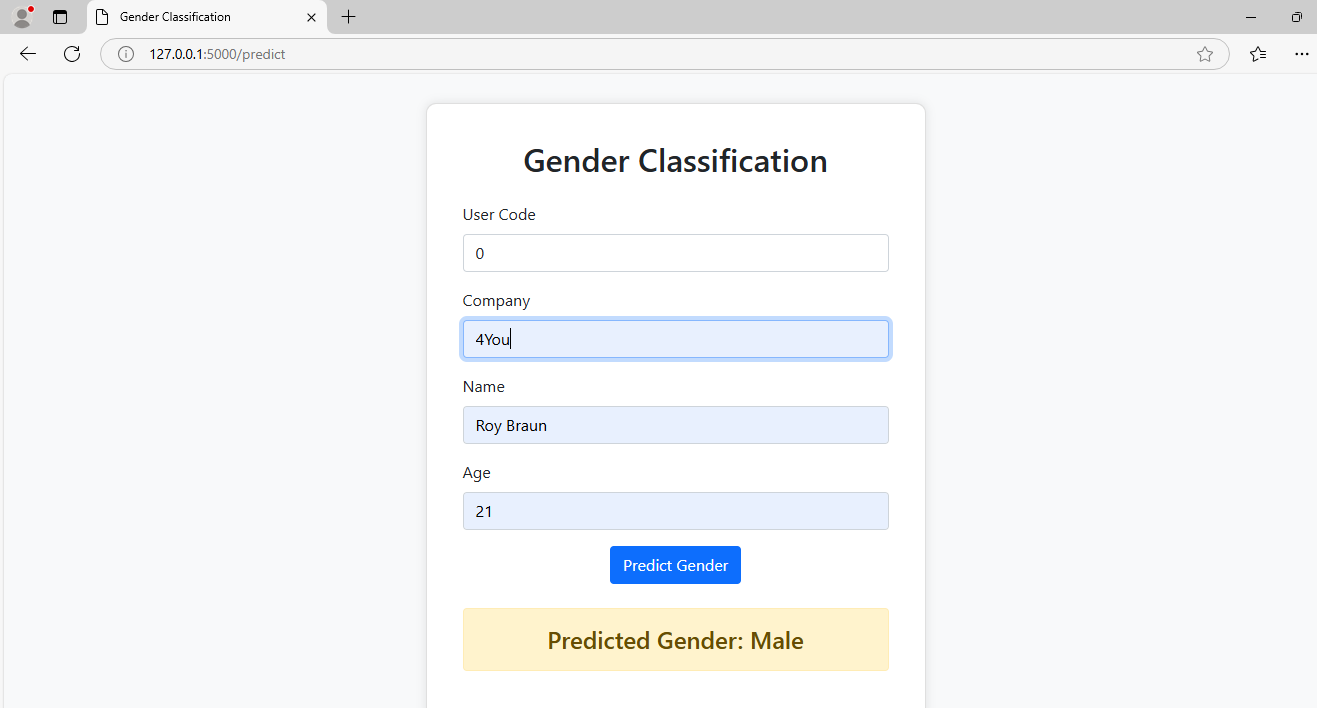 Gender Classification
127.0.0.1:5000/predict
Gender Classification
User Code
0
Company
4You
Name
Roy Braun
Age
21
Predict Gender
Predicted Gender: Male